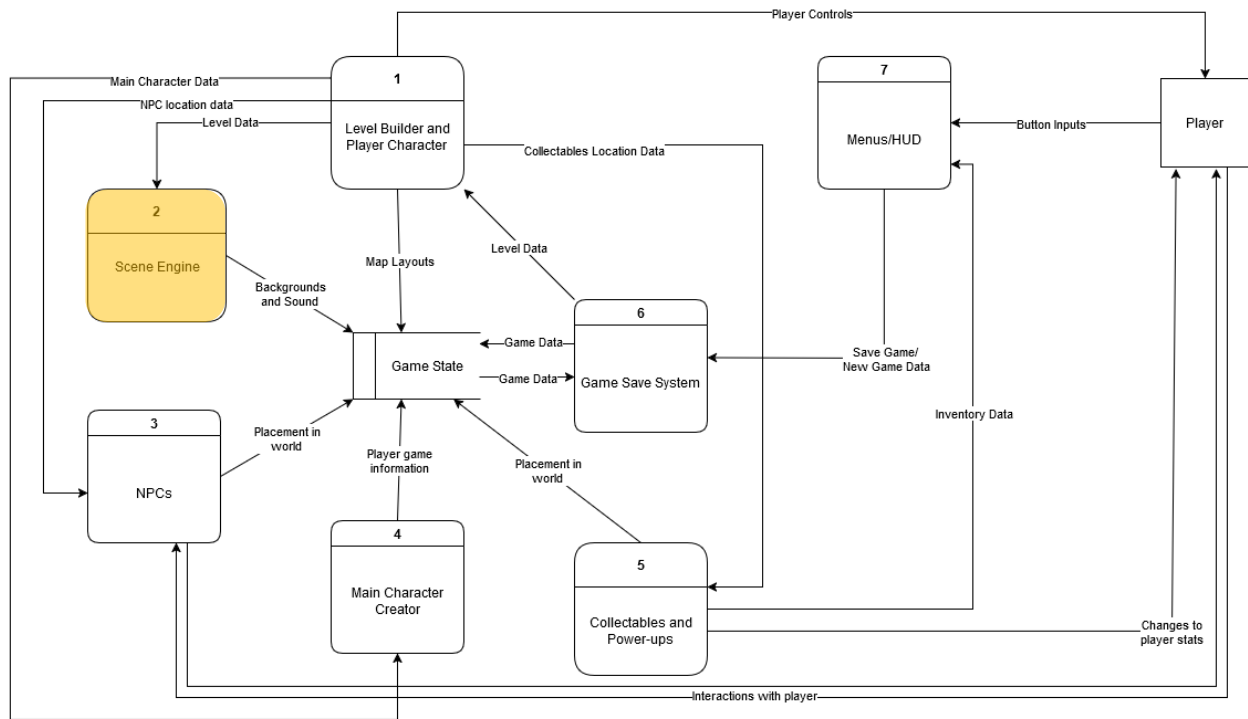 Player Controls
1
7
Main Character Data
NPC location data
Level Data
Level Builder and
Player Character
Collectables Location Data
Menus/HUD
Button Inputs
Player
2
Scene Engine
Backgrounds
and Sound
Map Layouts
Level Data
6
Game State
Game Data
Game Data
Game Save System
Save Game/
New Game Data
3
NPCs
Placement in
world
Player game
information
Placement in
world
Inventory Data
4
Main Character
Creator
5
Collectables and
Power-ups
Changes to
player stats
Interactions with player